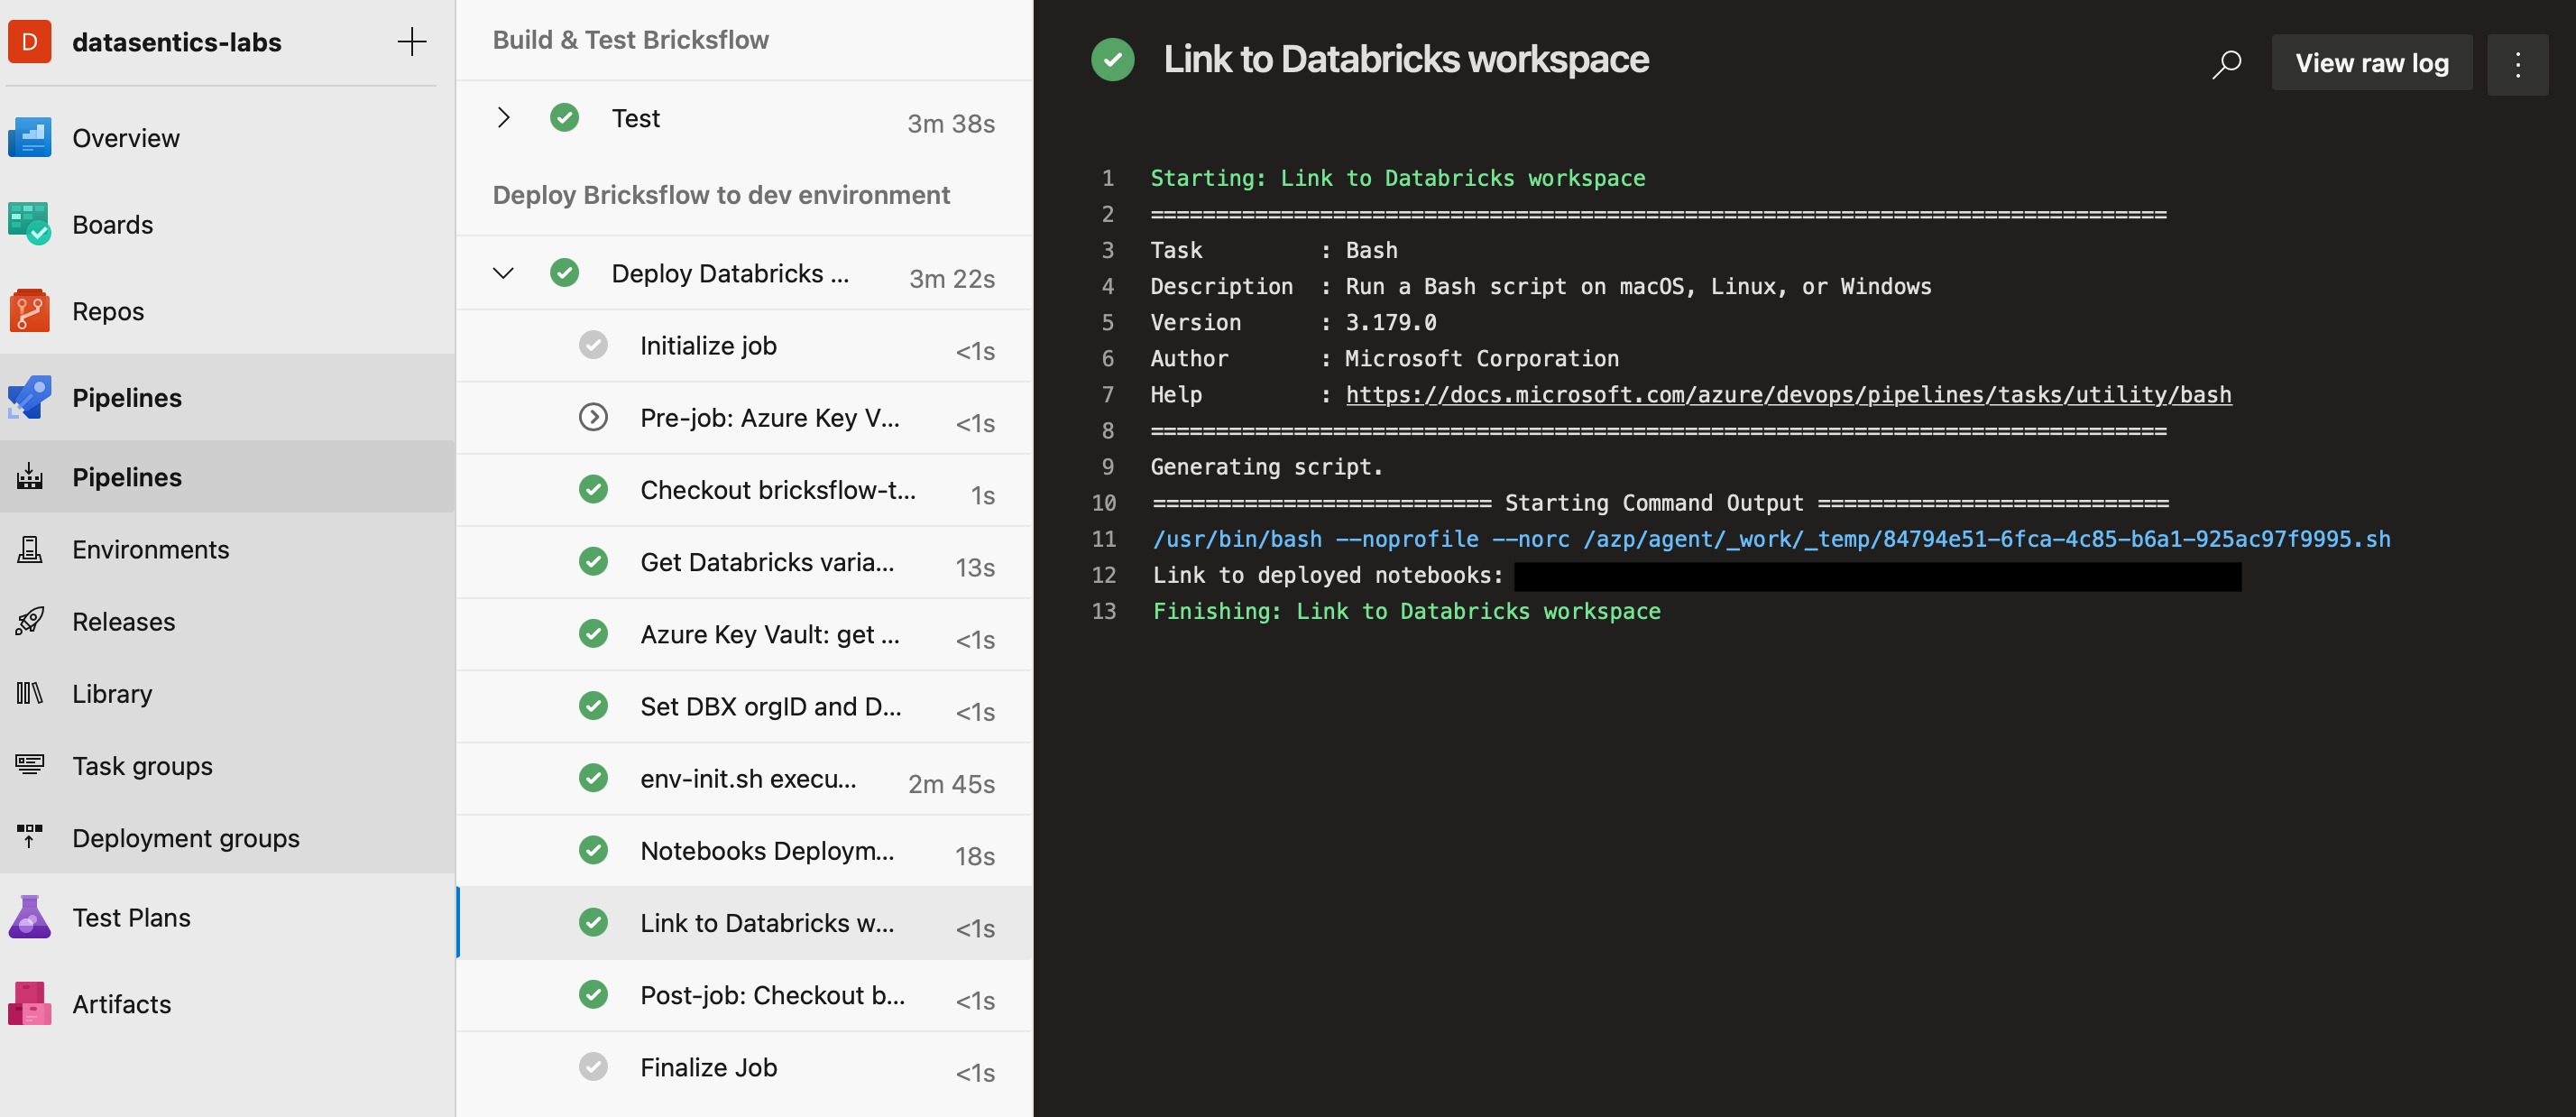 D datasentics-labs
Overview
Boards
Repos
Pipelines
Pipelines
Environments
Releases
Library
Task groups
Deployment groups
Test Plans
Artifacts
Build & Test Bricksflow
Test 3m 38s
Deploy Bricksflow to dev environment
Deploy Databricks ... 3m 22s
Initialize job <1s
Pre-job: Azure Key V... <1s
Checkout bricksflow-t... 1s
Get Databricks varia... 13s
Azure Key Vault: get ... <1s
Set DBX orgID and D... <1s
env-init.sh execu... 2m 45s
Notebooks Deploym... 18s
Link to Databricks w... <1s
Post-job: Checkout b... <1s
Finalize Job <1s
Link to Databricks workspace
View raw log
1 Starting: Link to Databricks workspace
2 ==============================================================================
3 Task : Bash
4 Description : Run a Bash script on macOS, Linux, or Windows
5 Version : 3.179.0
6 Author : Microsoft Corporation
7 Help : https://docs.microsoft.com/azure/devops/pipelines/tasks/utility/bash
8 ==============================================================================
9 Generating script.
10 ========================== Starting Command Output ===========================
11 /usr/bin/bash --noprofile --norc /azp/agent/_work/_temp/84794e51-6fca-4c85-b6a1-925ac97f9995.sh
12 Link to deployed notebooks:
13 Finishing: Link to Databricks workspace